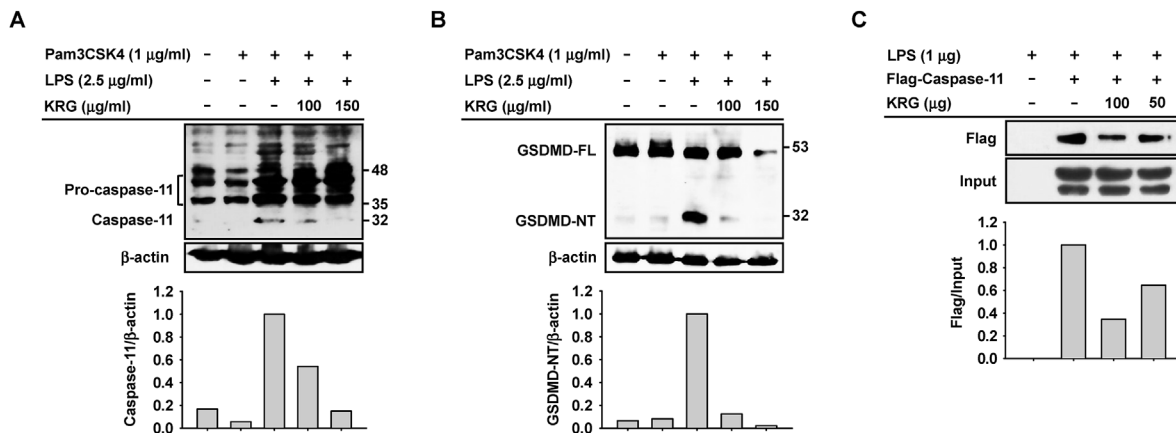 A
Pam3CSK4 (1 μg/ml) - + + + +
LPS (2.5 μg/ml) - - + + +
KRG (μg/ml) - - - 100 150
Pro-caspase-11
Caspase-11
48
35
32
β-actin
Caspase-11/β-actin
1.2
1.0
0.8
0.6
0.4
0.2
0
B
Pam3CSK4 (1 μg/ml) - + + + +
LPS (2.5 μg/ml) - - + + +
KRG (μg/ml) - - - 100 150
GSDMD-FL
GSDMD-NT
53
32
β-actin
GSDMD-NT/β-actin
1.2
1.0
0.8
0.6
0.4
0.2
0
C
LPS (1 μg) + + + +
Flag-Caspase-11 - + + +
KRG (μg) - - 100 50
Flag
Input
Flag/Input
1.2
1.0
0.8
0.6
0.4
0.2
0.0